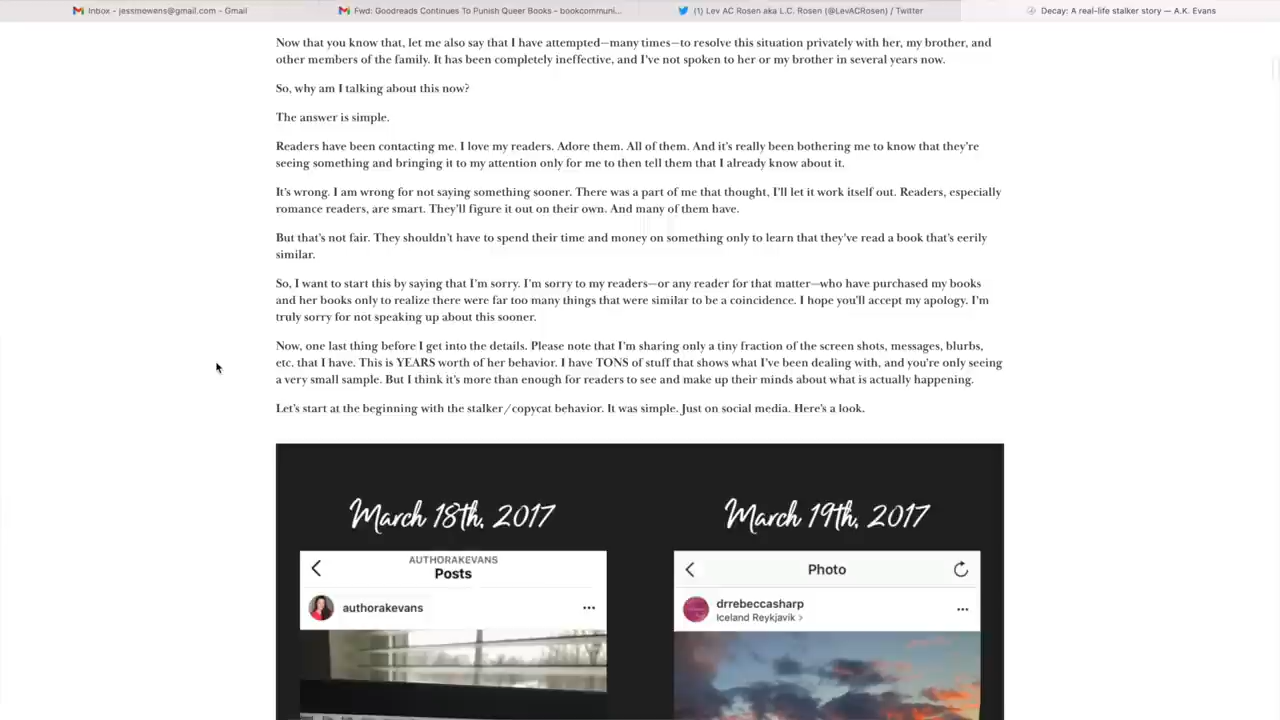 Inbox - jessmewens@gmail.com - Gmail
Fwd: Goodreads Continues To Punish Queer Books - bookcommuni...
(1) Lev AC Rosen aka L.C. Rosen (@LevACRosen) / Twitter
Decay: A real-life stalker story — A.K. Evans
Now that you know that, let me also say that I have attempted—many times—to resolve this situation privately with her, my brother, and
other members of the family. It has been completely ineffective, and I've not spoken to her or my brother in several years now.
So, why am I talking about this now?
The answer is simple.
Readers have been contacting me. I love my readers. Adore them. All of them. And it's really been bothering me to know that they're
seeing something and bringing it to my attention only for me to then tell them that I already know about it.
It's wrong. I am wrong for not saying something sooner. There was a part of me that thought, I'll let it work itself out. Readers, especially
romance readers, are smart. They'll figure it out on their own. And many of them have.
But that's not fair. They shouldn't have to spend their time and money on something only to learn that they've read a book that's eerily
similar.
So, I want to start this by saying that I'm sorry. I'm sorry to my readers—or any reader for that matter—who have purchased my books
and her books only to realize there were far too many things that were similar to be a coincidence. I hope you'll accept my apology. I'm
truly sorry for not speaking up about this sooner.
Now, one last thing before I get into the details. Please note that I'm sharing only a tiny fraction of the screen shots, messages, blurbs,
etc. that I have. This is YEARS worth of her behavior. I have TONS of stuff that shows what I've been dealing with, and you're only seeing
a very small sample. But I think it's more than enough for readers to see and make up their minds about what is actually happening.
Let's start at the beginning with the stalker/copycat behavior. It was simple. Just on social media. Here's a look.
March 18th, 2017
March 19th, 2017
AUTHORAKEVANS
Posts
Photo
authorakevans
drrebeccasharp
Iceland Reykjavik >